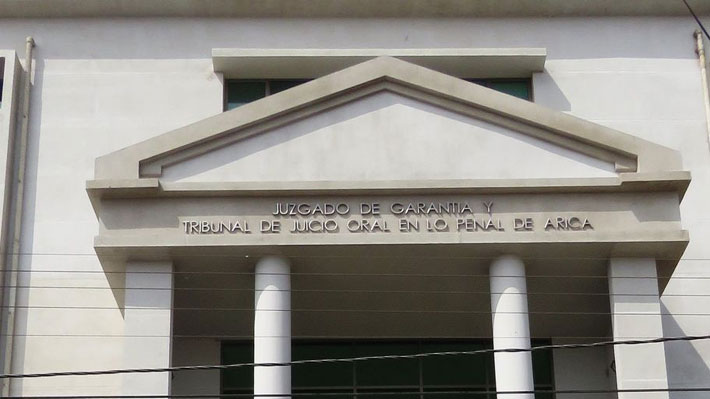 JUZGADO DE GARANTIA Y
TRIBUNAL DE JUICIO ORAL EN LO PENAL DE ARICA